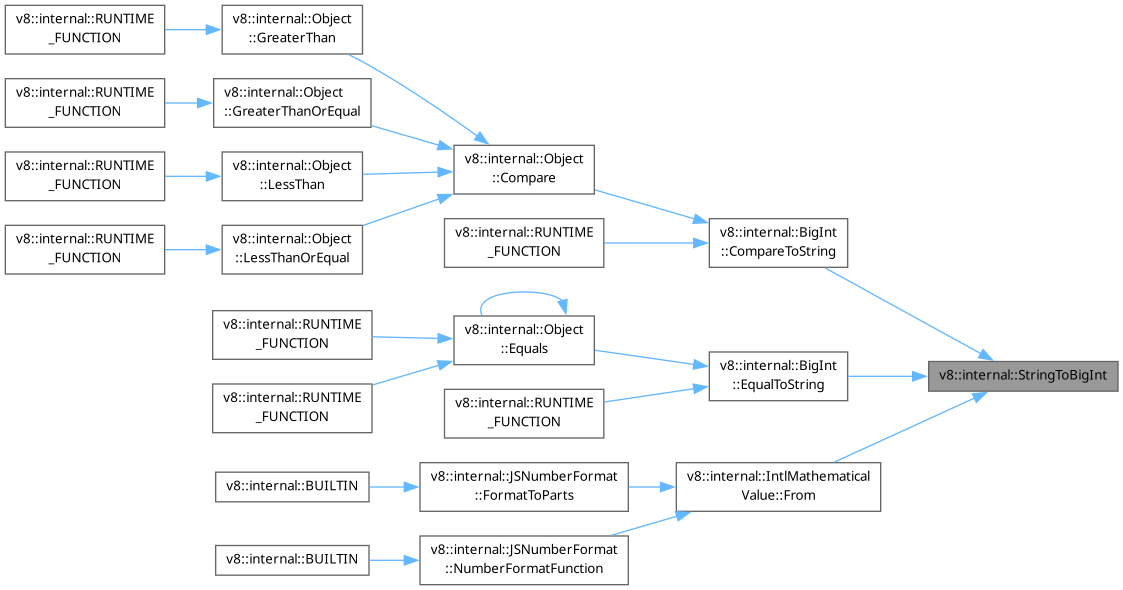 v8::internal::RUNTIME
_FUNCTION
v8::internal::Object
::GreaterThan
v8::internal::RUNTIME
_FUNCTION
v8::internal::Object
::GreaterThanOrEqual
v8::internal::RUNTIME
_FUNCTION
v8::internal::Object
::LessThan
v8::internal::RUNTIME
_FUNCTION
v8::internal::Object
::LessThanOrEqual
v8::internal::Object
::Compare
v8::internal::RUNTIME
_FUNCTION
v8::internal::BigInt
::CompareToString
v8::internal::RUNTIME
_FUNCTION
v8::internal::RUNTIME
_FUNCTION
v8::internal::Object
::Equals
v8::internal::RUNTIME
_FUNCTION
v8::internal::BigInt
::EqualToString
v8::internal::StringToBigInt
v8::internal::BUILTIN
v8::internal::JSNumberFormat
::FormatToParts
v8::internal::IntlMathematical
Value::From
v8::internal::BUILTIN
v8::internal::JSNumberFormat
::NumberFormatFunction